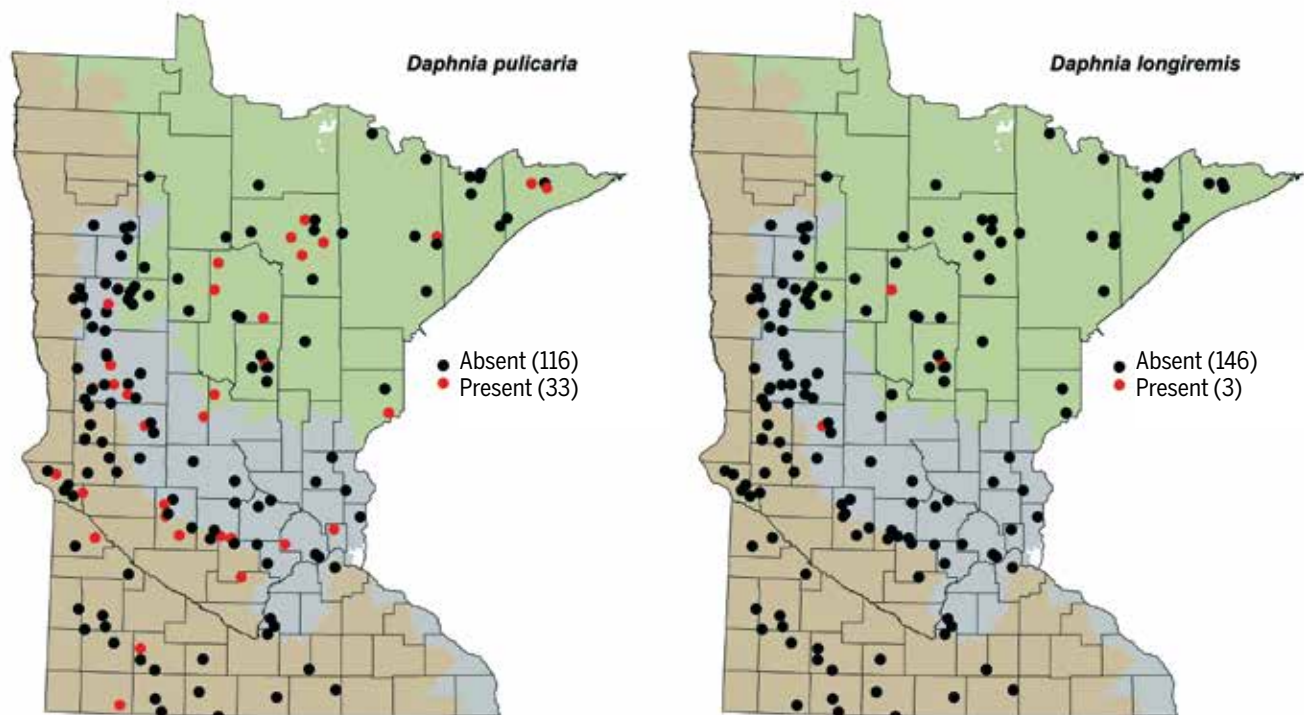 Daphnia pulicaria
Absent (116)
Present (33)
Daphnia longiremis
Absent (146)
Present (3)